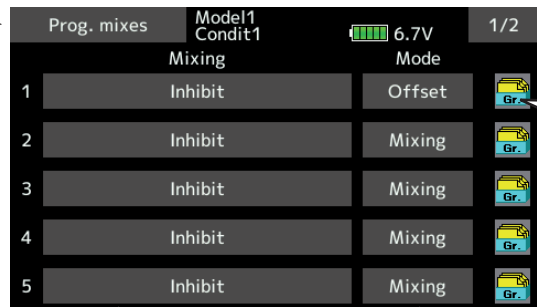 Prog. mixes Model1 Condit1 6.7V 1/2
Mixing Mode
1 Inhibit Offset Gr.
2 Inhibit Mixing Gr.
3 Inhibit Mixing Gr.
4 Inhibit Mixing Gr.
5 Inhibit Mixing Gr.